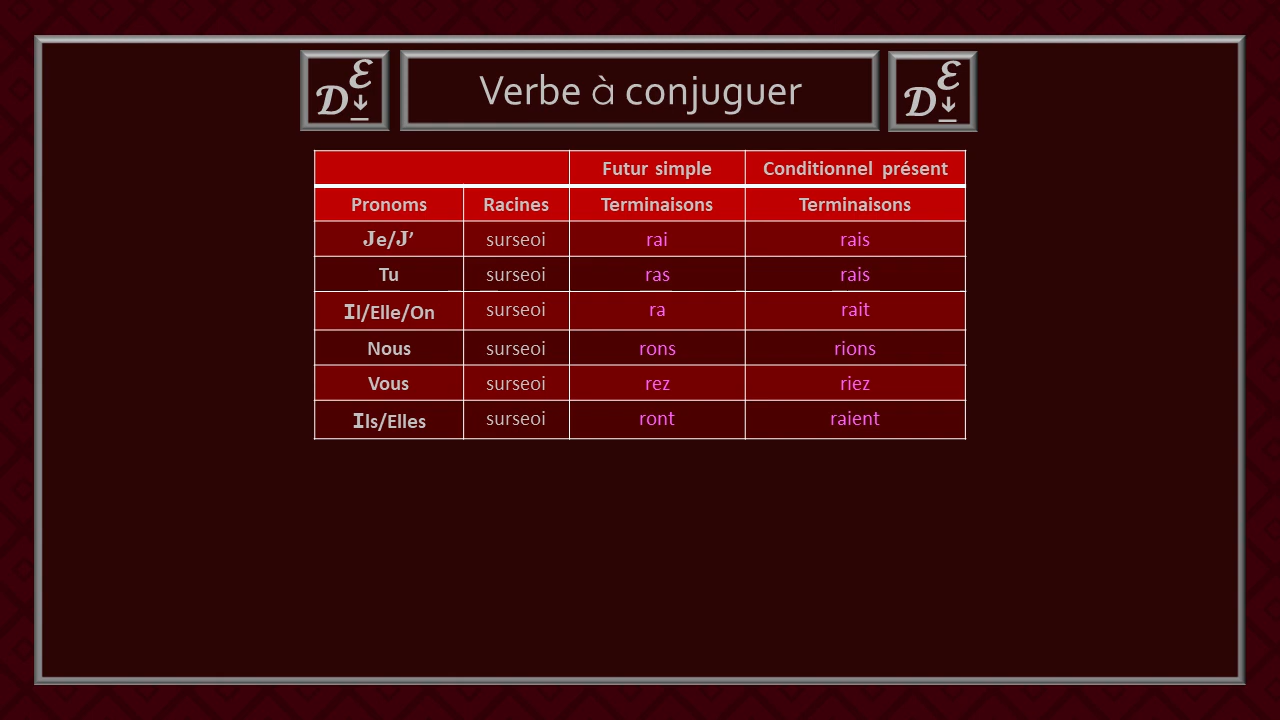 ℰ
𝒟
Verbe à conjuguer
ℰ
𝒟
Futur simple Conditionnel présent
Pronoms Racines Terminaisons Terminaisons
Je/J’ surseoi rai rais
Tu surseoi ras rais
Il/Elle/On surseoi ra rait
Nous surseoi rons rions
Vous surseoi rez riez
Ils/Elles surseoi ront raient